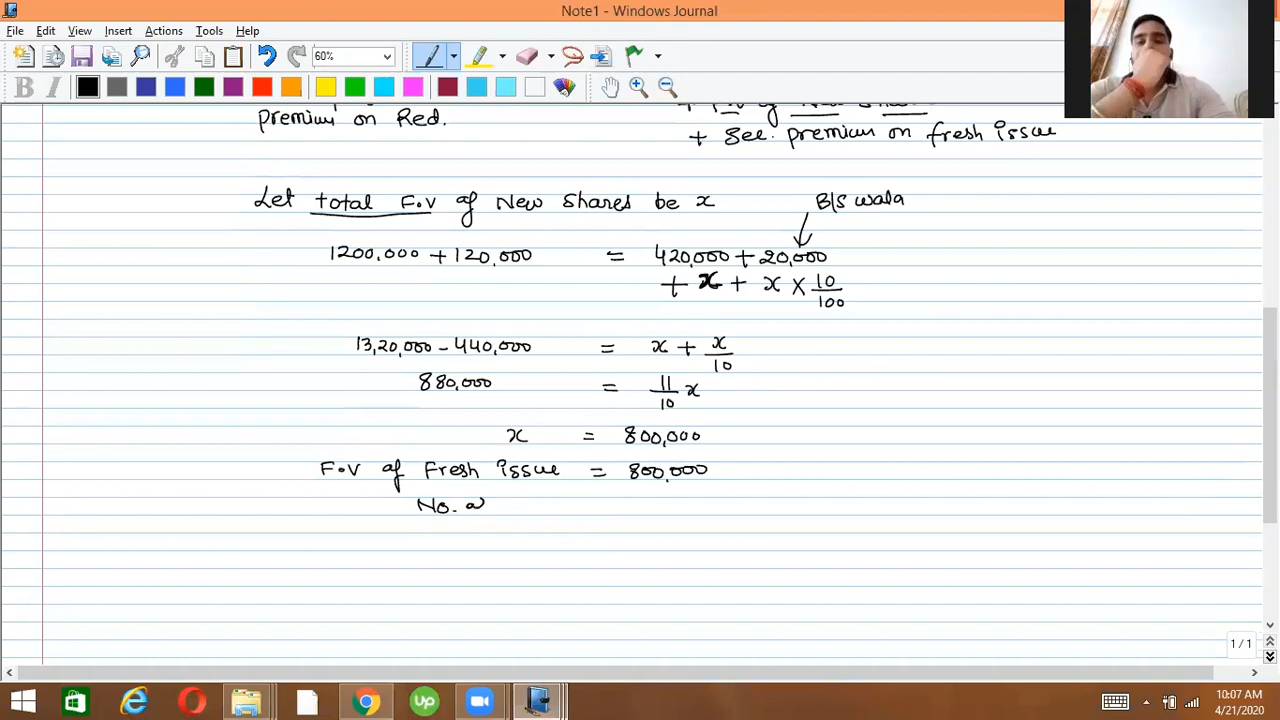 Note1 - Windows Journal
File Edit View Insert Actions Tools Help
60%
B I
premium on Red.
+ Sec. premium on fresh issue
Let total F.V of New Shares be x
B/S wala
1200,000 + 120,000 = 420,000 + 20,000
+ x + x × 10/100
13,20,000 - 440,000 = x + x/10
880,000 = 11/10 x
x = 800,000
F.V of Fresh issue = 800,000
No.
1 / 1
10:07 AM
4/21/2020